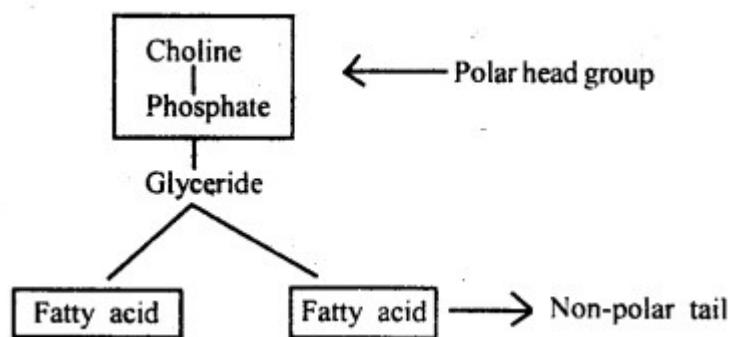 Choline
Polar head group
Phosphate
Glyceride
Fatty acid
Fatty acid
Non-polar tail